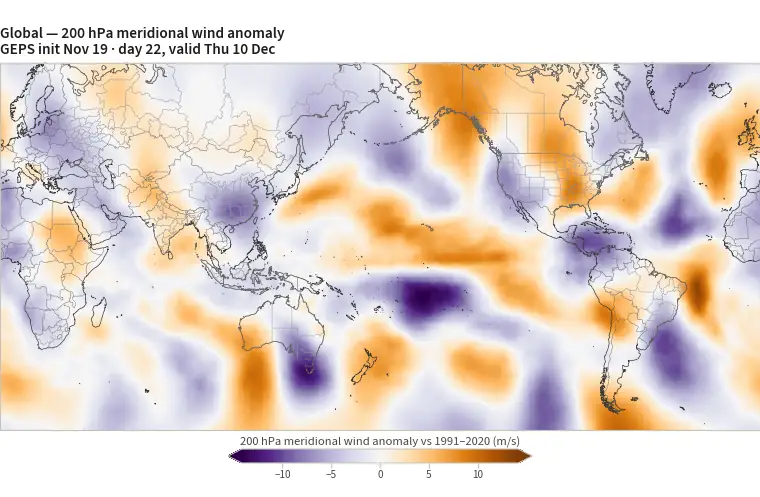 Global — 200 hPa meridional wind anomaly
GEPS init Nov 19 · day 22, valid Thu 10 Dec
200 hPa meridional wind anomaly vs 1991–2020 (m/s)
−10 −5 0 5 10